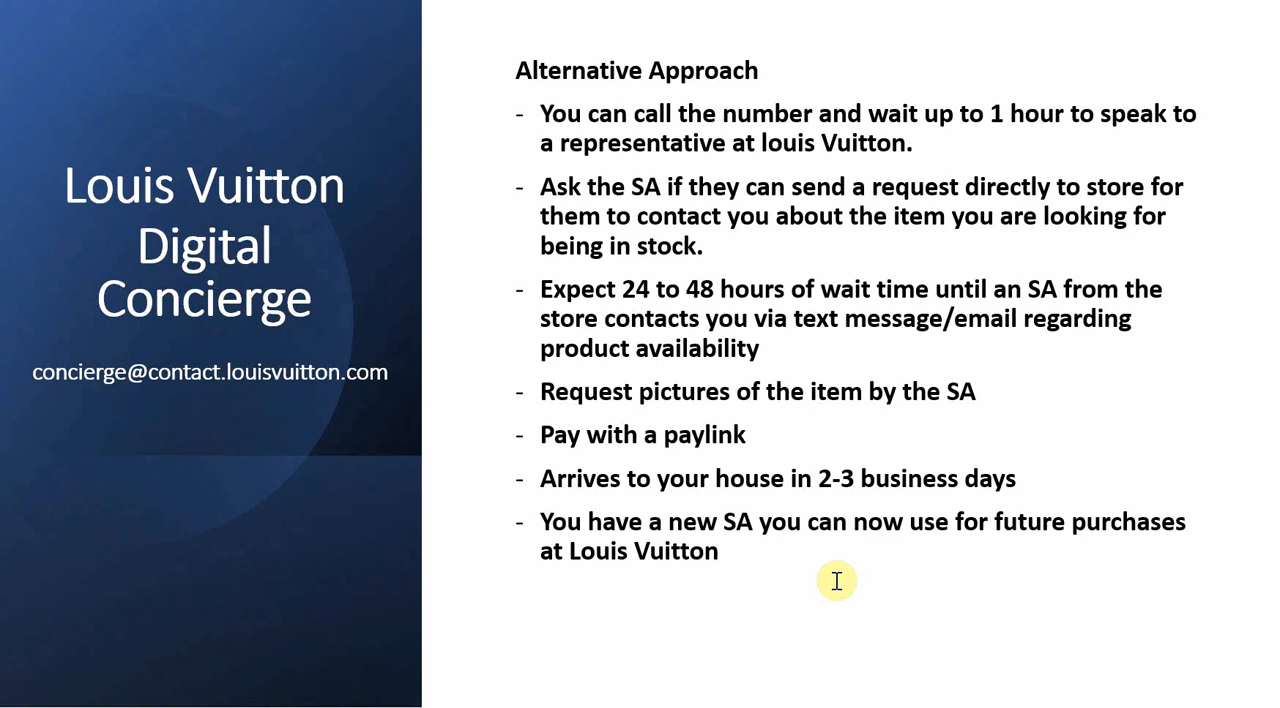 Louis Vuitton
Digital
Concierge
concierge@contact.louisvuitton.com
Alternative Approach
- You can call the number and wait up to 1 hour to speak to
a representative at louis Vuitton.
- Ask the SA if they can send a request directly to store for
them to contact you about the item you are looking for
being in stock.
- Expect 24 to 48 hours of wait time until an SA from the
store contacts you via text message/email regarding
product availability
- Request pictures of the item by the SA
- Pay with a paylink
- Arrives to your house in 2-3 business days
- You have a new SA you can now use for future purchases
at Louis Vuitton